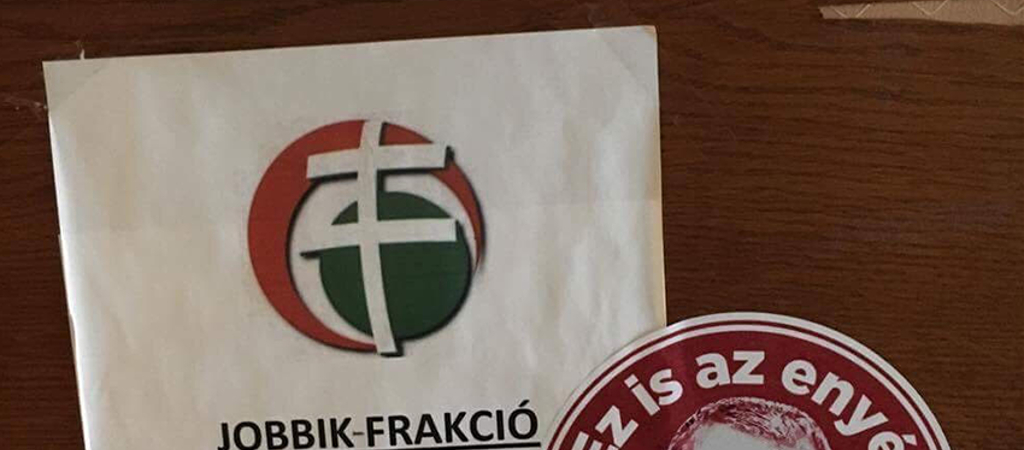 JOBBIK-FRAKCIÓ
Ez is az enyé